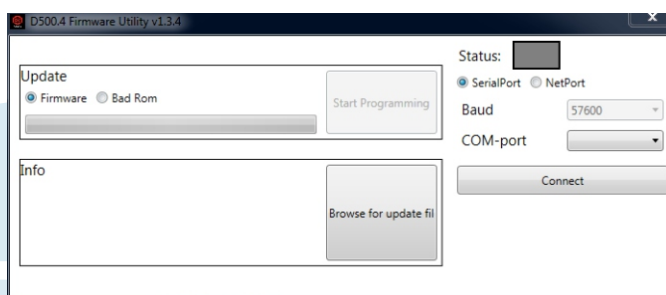 D500.4 Firmware Utility v1.3.4
x
Update
Firmware Bad Rom
Start Programming
Info
Browse for update fil
Status:
SerialPort NetPort
Baud 57600
COM-port
Connect